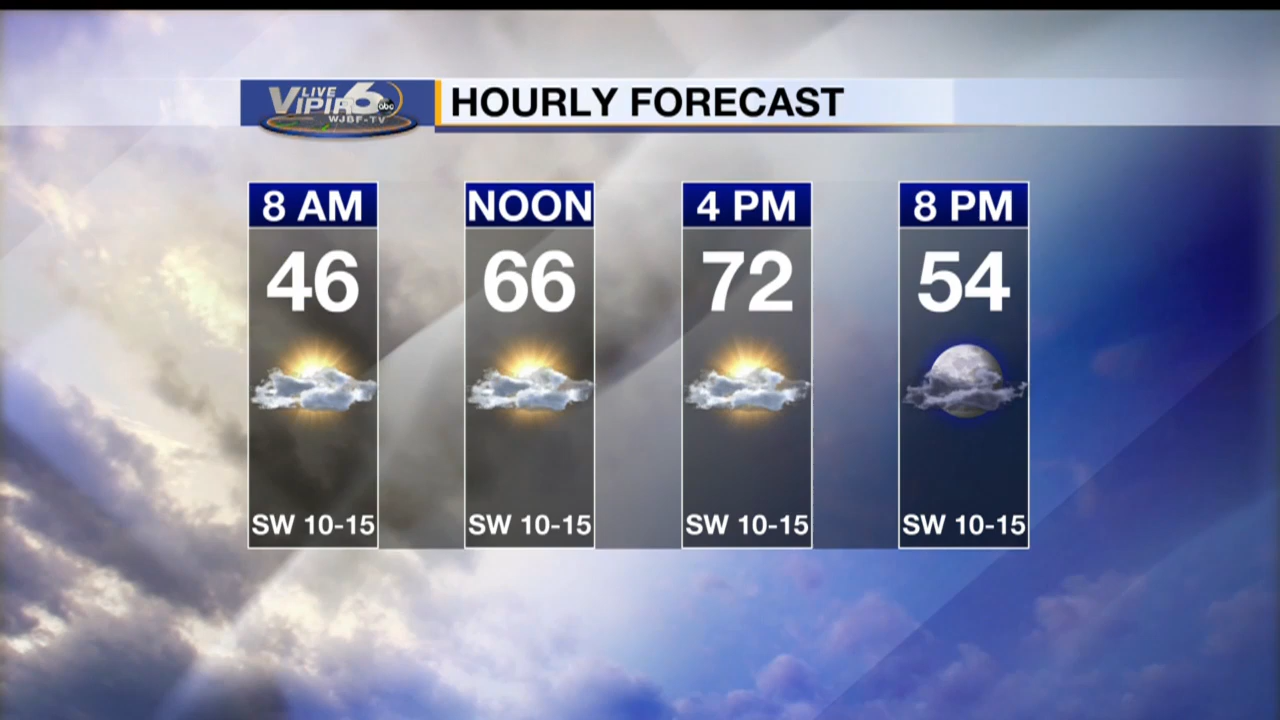 LIVE
VIPIR 6 abc
WJBF-TV
HOURLY FORECAST
8 AM NOON 4 PM 8 PM
46 66 72 54
SW 10-15 SW 10-15 SW 10-15 SW 10-15